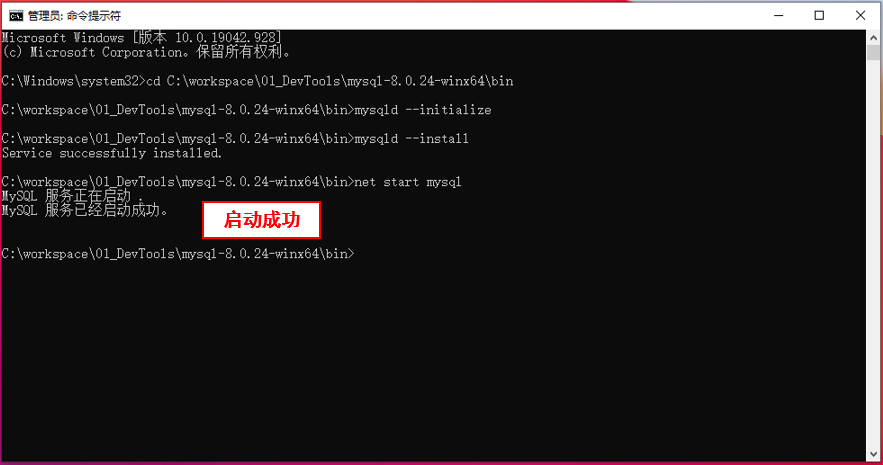 管理员: 命令提示符
Microsoft Windows [版本 10.0.19042.928]
(c) Microsoft Corporation。保留所有权利。
C:\Windows\system32>cd C:\workspace\01_DevTools\mysql-8.0.24-winx64\bin
C:\workspace\01_DevTools\mysql-8.0.24-winx64\bin>mysqld --initialize
C:\workspace\01_DevTools\mysql-8.0.24-winx64\bin>mysqld --install
Service successfully installed.
C:\workspace\01_DevTools\mysql-8.0.24-winx64\bin>net start mysql
MySQL 服务正在启动 .
MySQL 服务已经启动成功。
启动成功
C:\workspace\01_DevTools\mysql-8.0.24-winx64\bin>